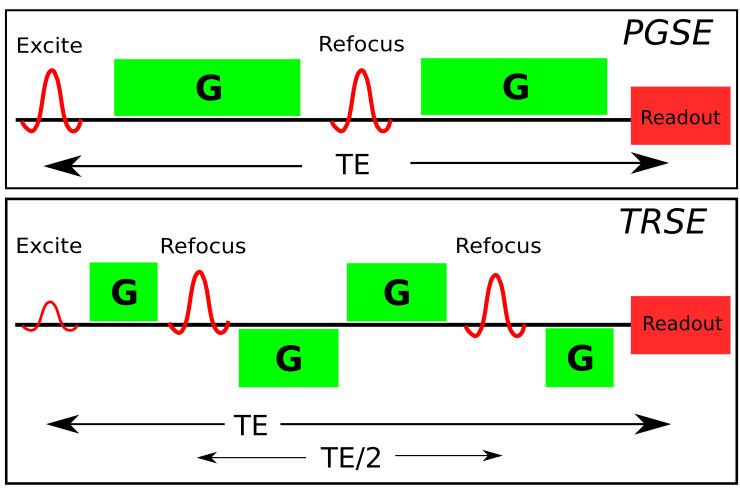 PGSE
Excite
Refocus
G
G
Readout
TE
TRSE
Excite
Refocus
Refocus
G
G
G
G
Readout
TE
TE/2